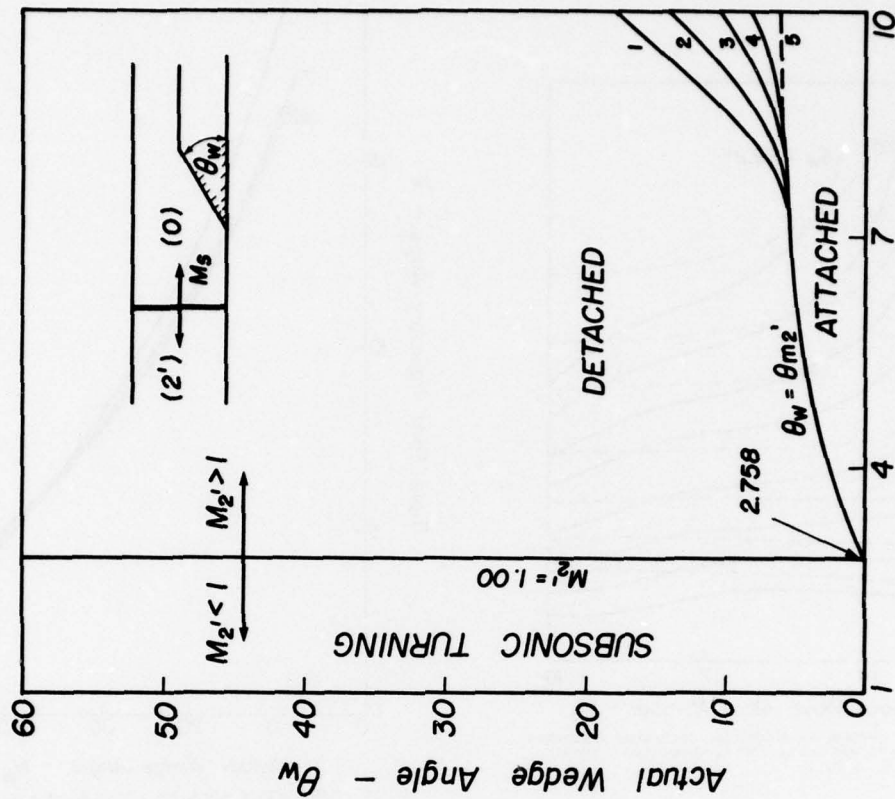 60
50
40
30
20
10
0
Actual Wedge Angle - θw
1
4
7
10
M2' < 1
M2' > 1
(2')
(0)
Ms
θw
SUBSONIC TURNING
M2' = 1.00
2.758
DETACHED
θw = θm2'
ATTACHED
1
2
3
4
5